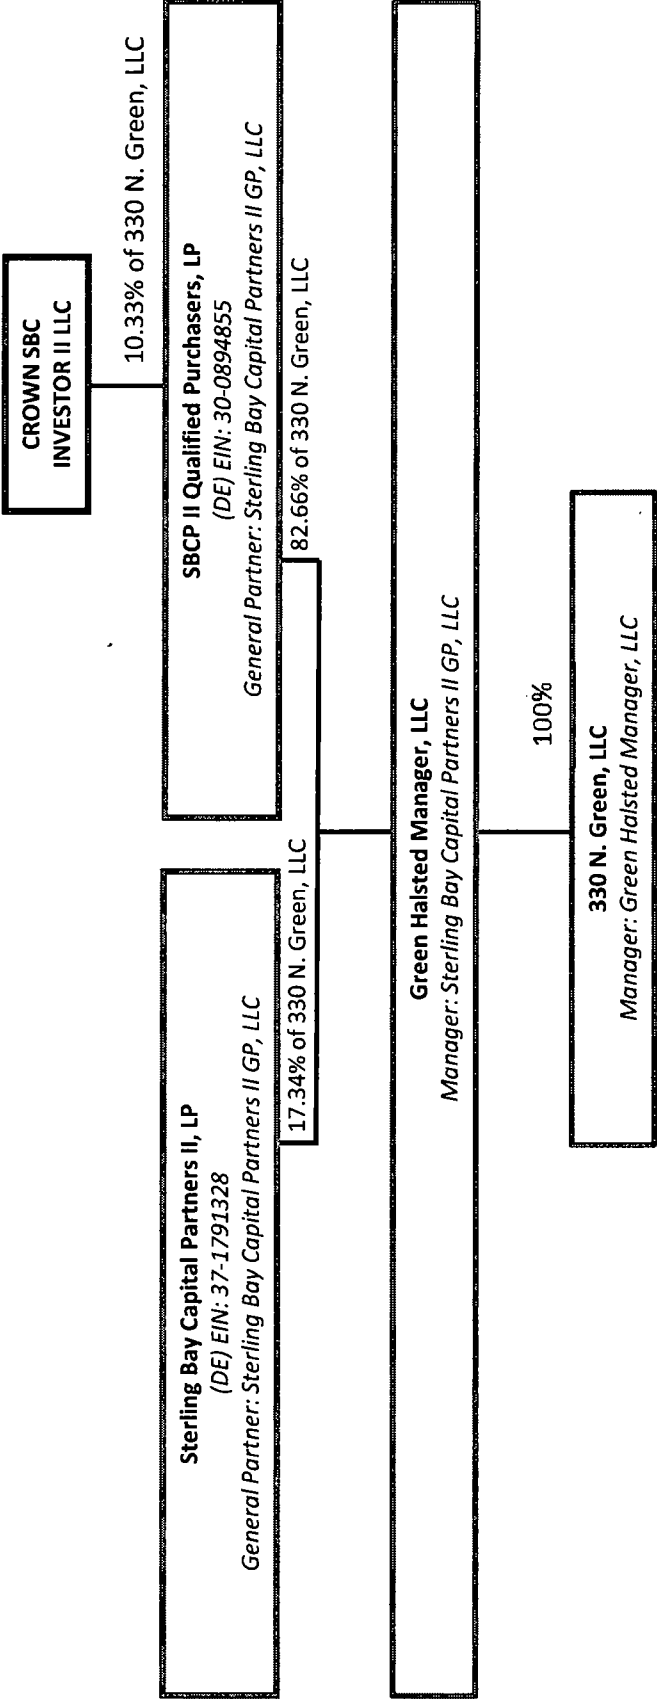 CROWN SBC
INVESTOR II LLC
10.33% of 330 N. Green, LLC
Sterling Bay Capital Partners II, LP
(DE) EIN: 37-1791328
General Partner: Sterling Bay Capital Partners II GP, LLC
SBCP II Qualified Purchasers, LP
(DE) EIN: 30-0894855
General Partner: Sterling Bay Capital Partners II GP, LLC
17.34% of 330 N. Green, LLC
82.66% of 330 N. Green, LLC
Green Halsted Manager, LLC
Manager: Sterling Bay Capital Partners II GP, LLC
100%
330 N. Green, LLC
Manager: Green Halsted Manager, LLC